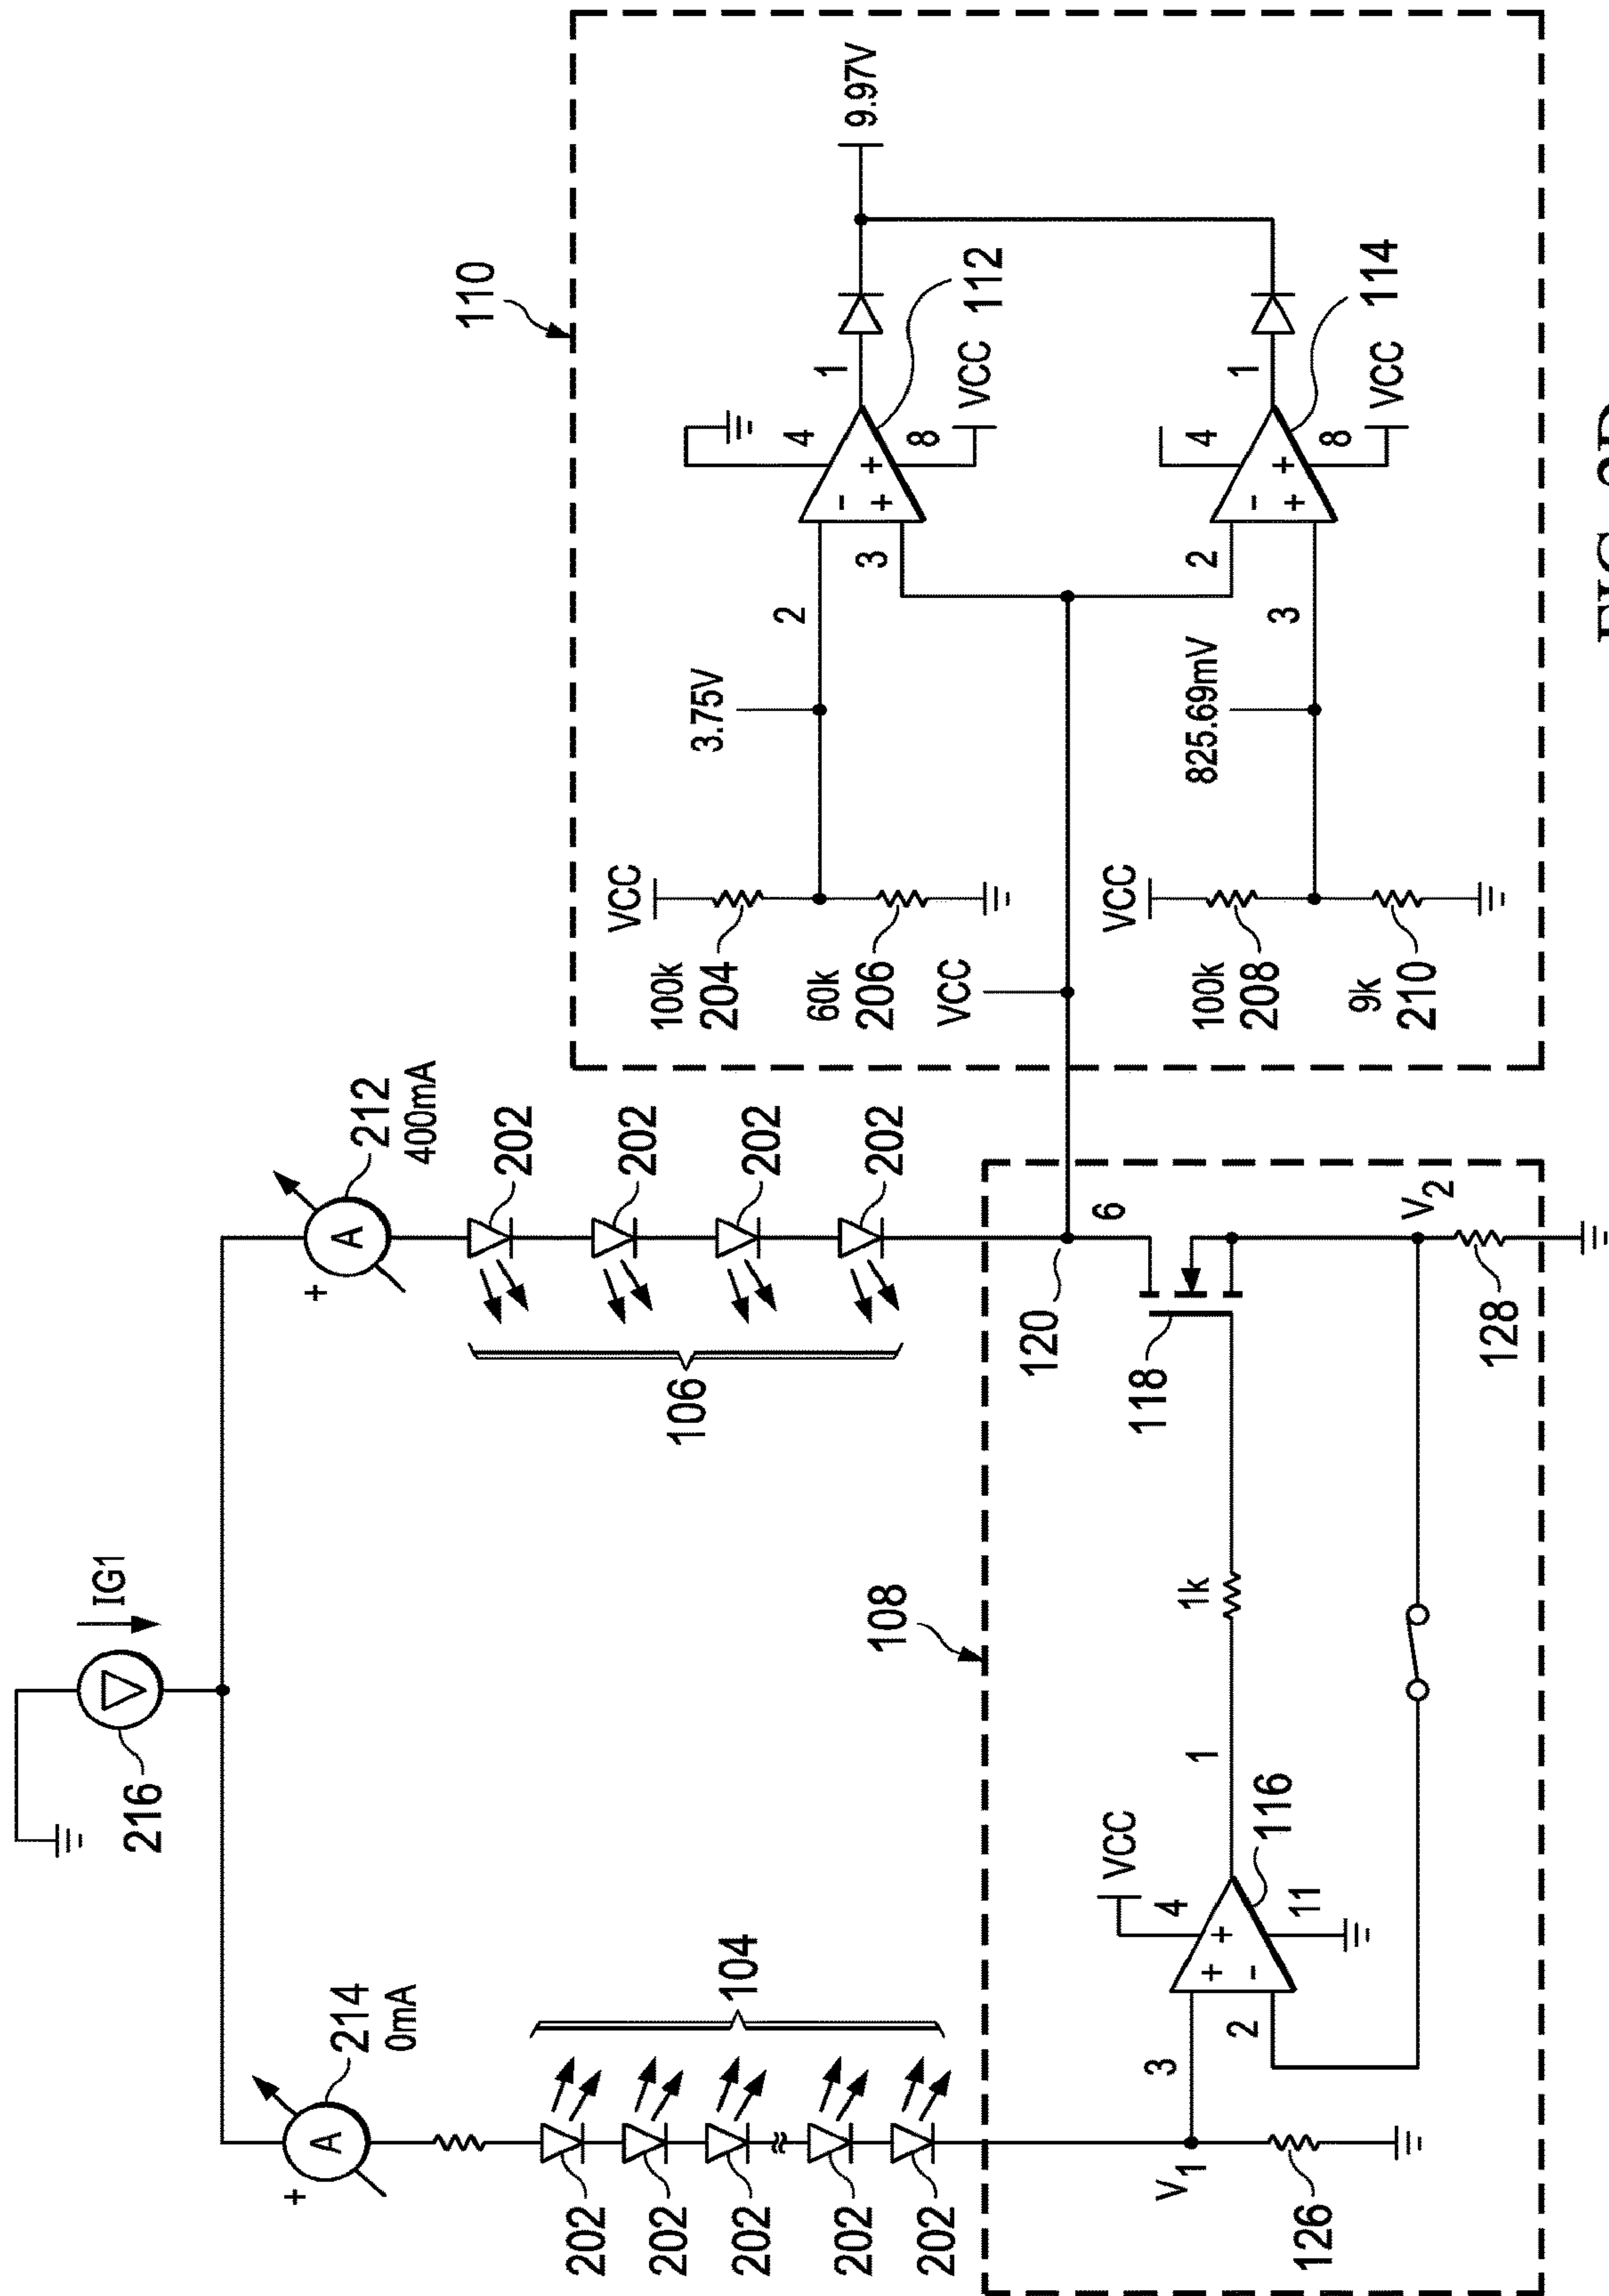 IG1
216
+
A
214
0mA
+
A
212
400mA
202
202
202
202
202
104
202
202
202
202
106
110
VCC
100k
204
60k
206
3.75V
2
3
-
+
+
4
8
VCC
1
112
9.97V
VCC
VCC
100k
208
9k
210
825.69mV
2
3
-
+
+
4
8
VCC
1
114
108
120
6
118
VCC
4
3
2
+
+
-
11
116
1
1k
V1
126
V2
128